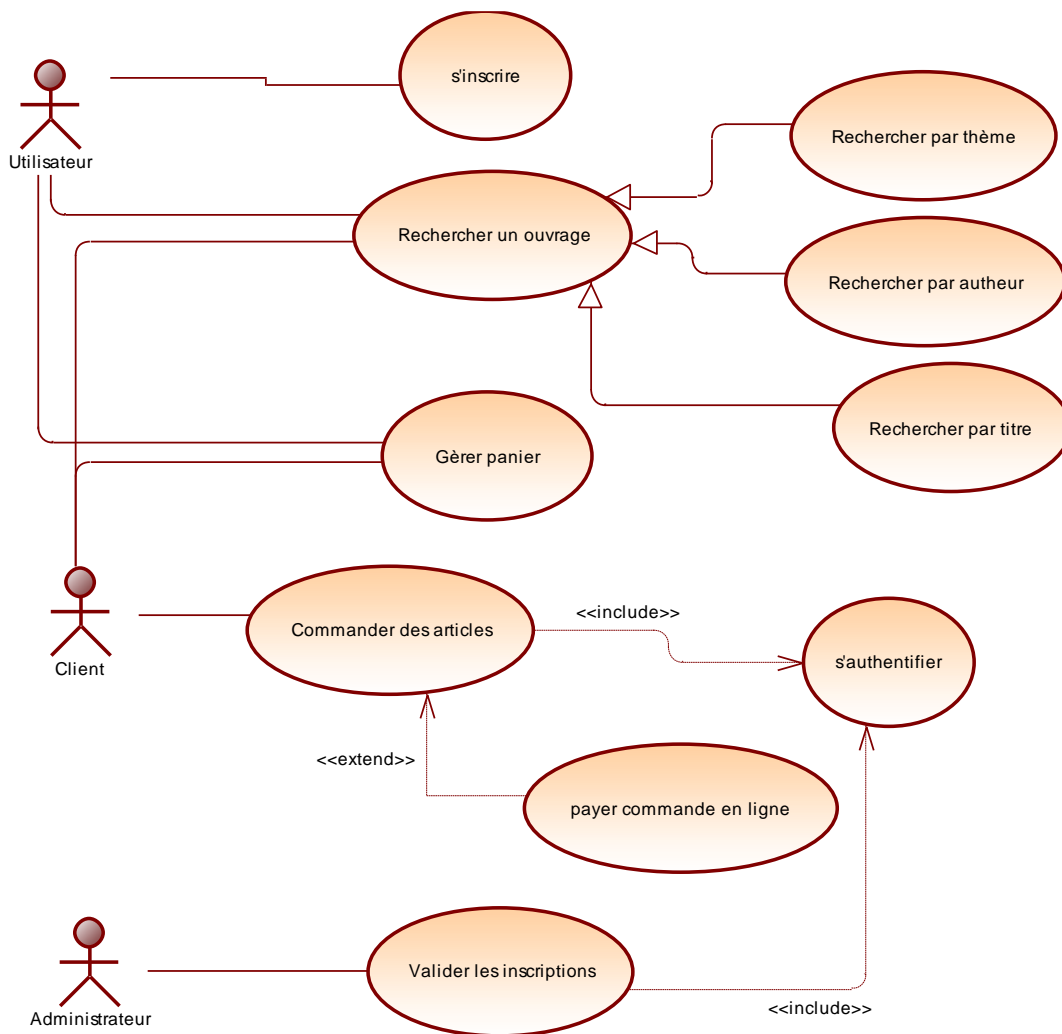 s'inscrire
Rechercher par thème
Utilisateur
Rechercher un ouvrage
Rechercher par autheur
Rechercher par titre
Gèrer panier
<<include>>
Commander des articles
s'authentifier
Client
<<extend>>
payer commande en ligne
Valider les inscriptions
<<include>>
Administrateur